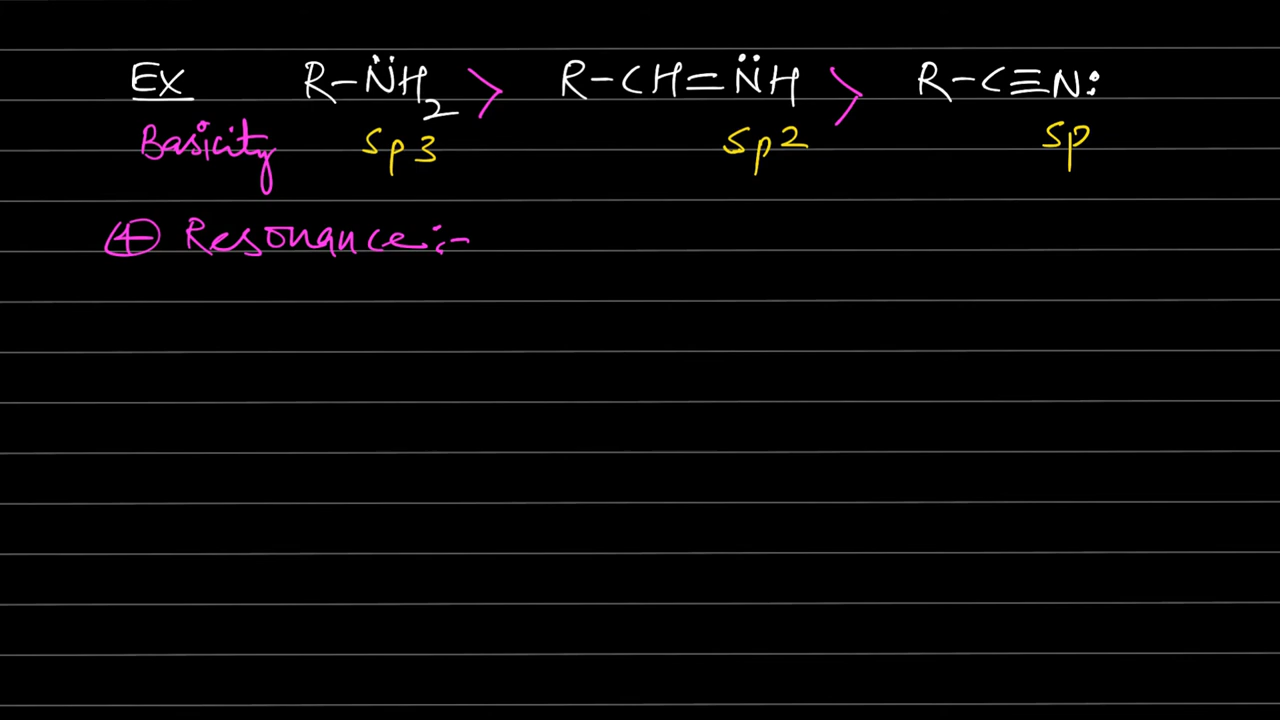 Ex R-N̈H₂ > R-CH=N̈H > R-C≡N:
Basicity sp3 sp2 sp
④ Resonance:-